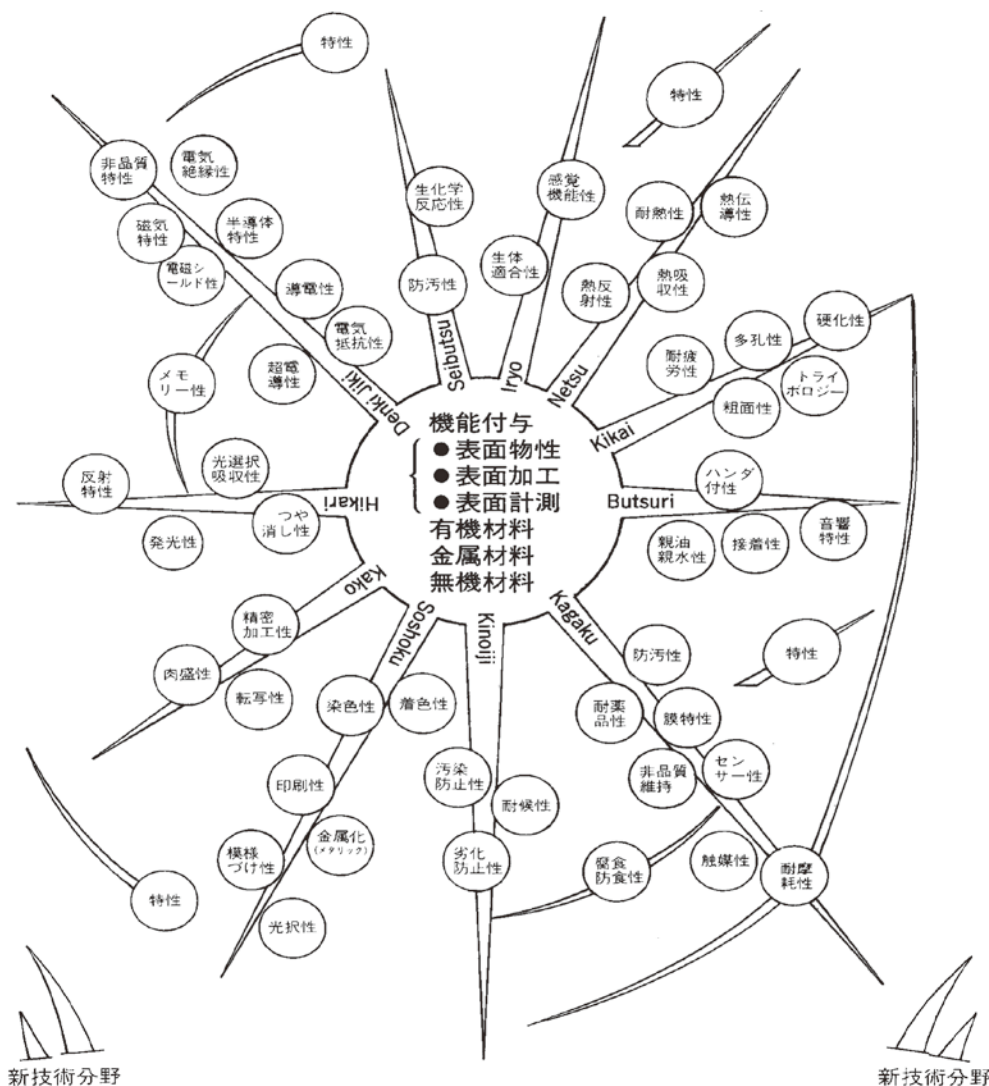 特性
特性
非品質
特性
電気
絶縁性
磁気
特性
半導体
特性
電磁シ
ールド性
導電性
電気
抵抗性
超電
導性
メモ
リー性
Denki Jiki
生化学
反応性
防汚性
Seibutsu
感覚
機能性
生体
適合性
Iryo
耐熱性
熱伝
導性
熱反
射性
熱吸
収性
Netsu
耐疲
労性
多孔性
硬化性
粗面性
トライ
ボロジー
Kikai
機能付与
●表面物性
●表面加工
●表面計測
有機材料
金属材料
無機材料
反射
特性
光選択
吸収性
発光性
つや
消し性
Hikari
Butsuri
ハンダ
付性
親油
親水性
接着性
音響
特性
Kako
精密
加工性
肉盛性
転写性
Soshoku
染色性
着色性
印刷性
金属化
(メタリック)
模様
づけ性
光択性
Kinoiji
汚染
防止性
耐候性
劣化
防止性
Kagaku
防汚性
耐薬
品性
膜特性
非品質
維持
セン
サー性
腐食
防食性
触媒性
耐摩
耗性
特性
特性
新技術分野
新技術分野